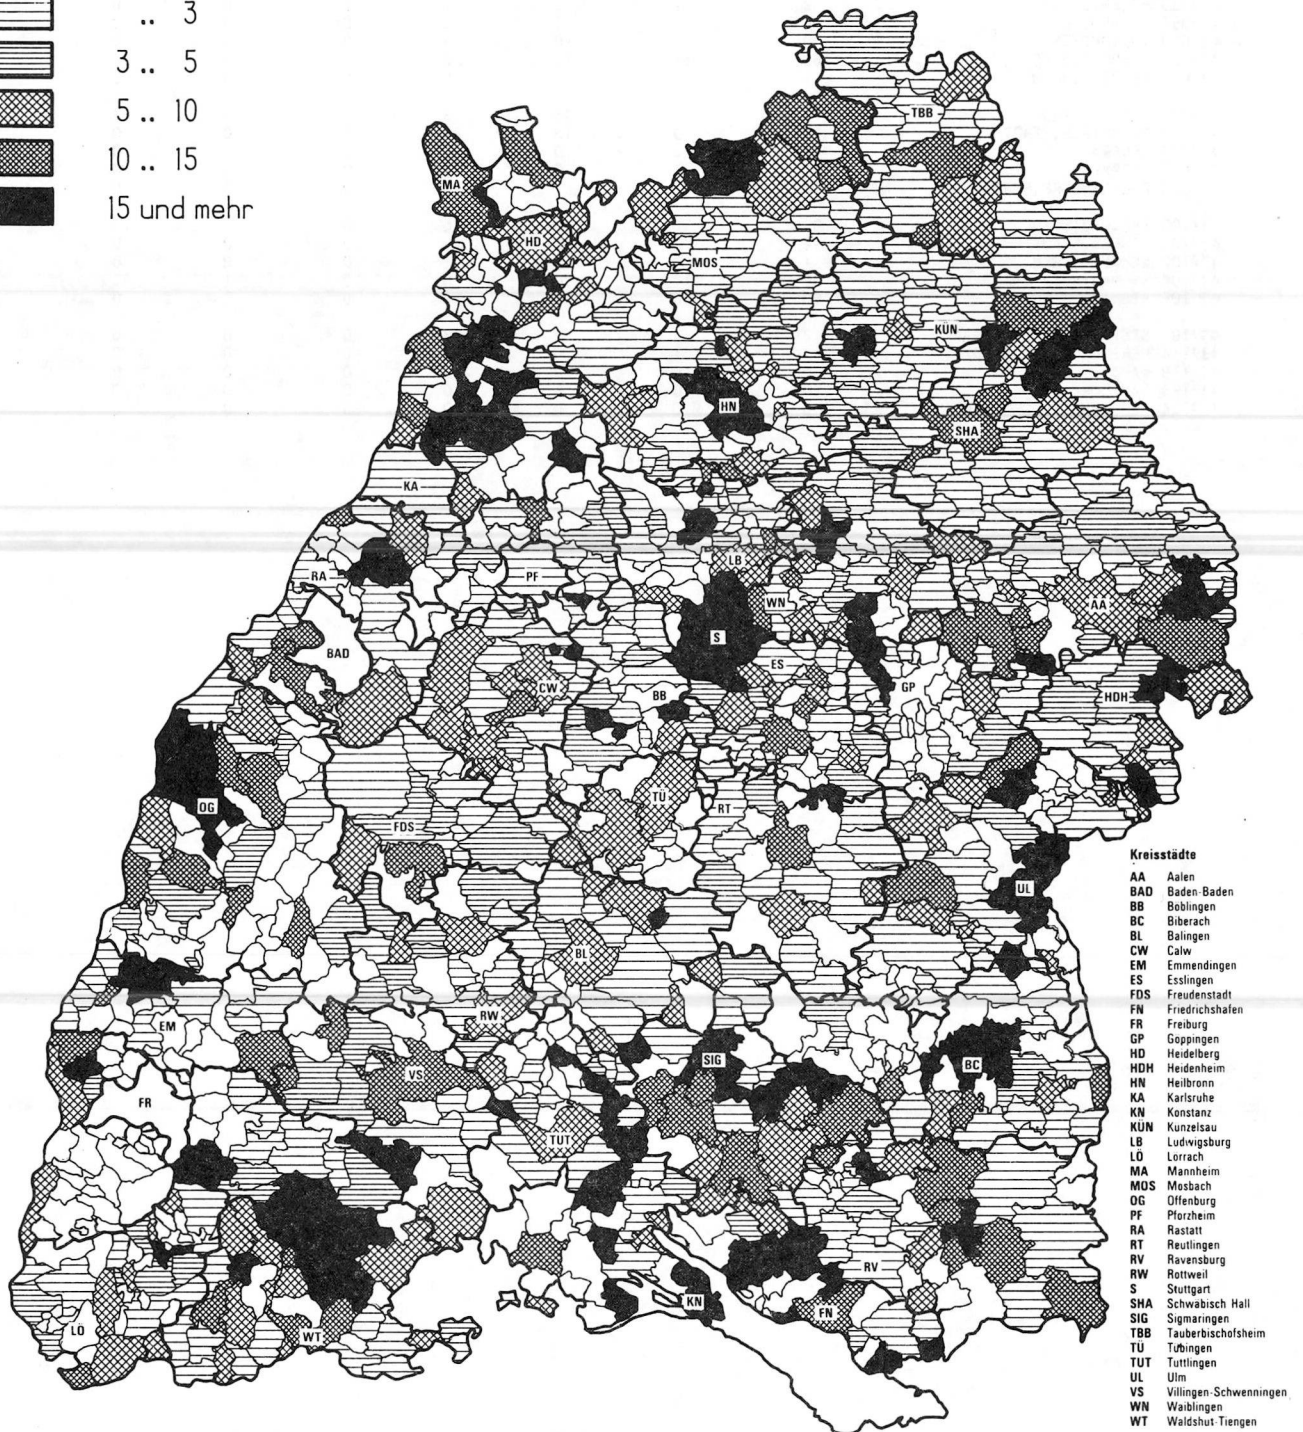 .. 3
3 .. 5
5 .. 10
10 .. 15
15 und mehr
TBB
MA
HD
MOS
KÜN
HN
SHA
KA
LB
RA
PF
WN
AA
S
BAD
ES
CW
BB
GP
HDH
TÜ
RT
OG
FDS
UL
BL
RW
EM
SIG
BC
VS
FR
TUT
RV
KN
FN
LÖ
WT
Kreisstädte
AA Aalen
BAD Baden-Baden
BB Boblingen
BC Biberach
BL Balingen
CW Calw
EM Emmendingen
ES Esslingen
FDS Freudenstadt
FN Friedrichshafen
FR Freiburg
GP Goppingen
HD Heidelberg
HDH Heidenheim
HN Heilbronn
KA Karlsruhe
KN Konstanz
KÜN Kunzelsau
LB Ludwigsburg
LÖ Lorrach
MA Mannheim
MOS Mosbach
OG Offenburg
PF Pforzheim
RA Rastatt
RT Reutlingen
RV Ravensburg
RW Rottweil
S Stuttgart
SHA Schwabisch Hall
SIG Sigmaringen
TBB Tauberbischofsheim
TÜ Tubingen
TUT Tuttlingen
UL Ulm
VS Villingen-Schwenningen
WN Waiblingen
WT Waldshut-Tiengen